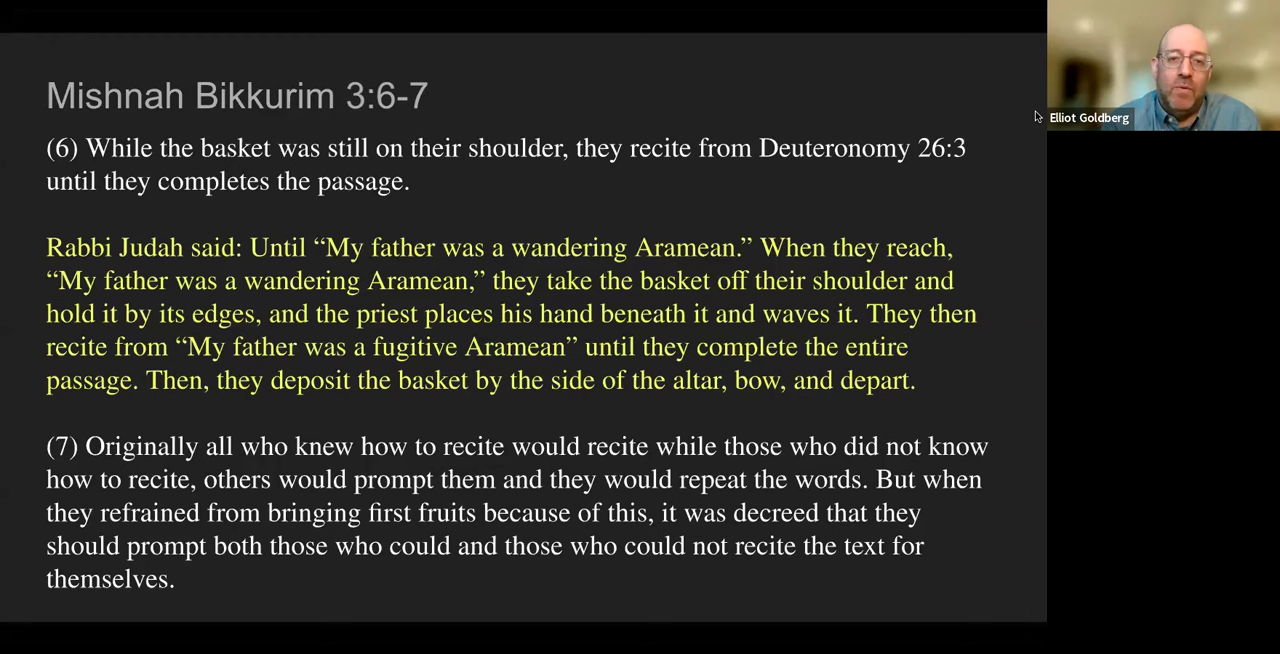 Mishnah Bikkurim 3:6-7
(6) While the basket was still on their shoulder, they recite from Deuteronomy 26:3
until they completes the passage.
Rabbi Judah said: Until “My father was a wandering Aramean.” When they reach,
“My father was a wandering Aramean,” they take the basket off their shoulder and
hold it by its edges, and the priest places his hand beneath it and waves it. They then
recite from “My father was a fugitive Aramean” until they complete the entire
passage. Then, they deposit the basket by the side of the altar, bow, and depart.
(7) Originally all who knew how to recite would recite while those who did not know
how to recite, others would prompt them and they would repeat the words. But when
they refrained from bringing first fruits because of this, it was decreed that they
should prompt both those who could and those who could not recite the text for
themselves.
Elliot Goldberg